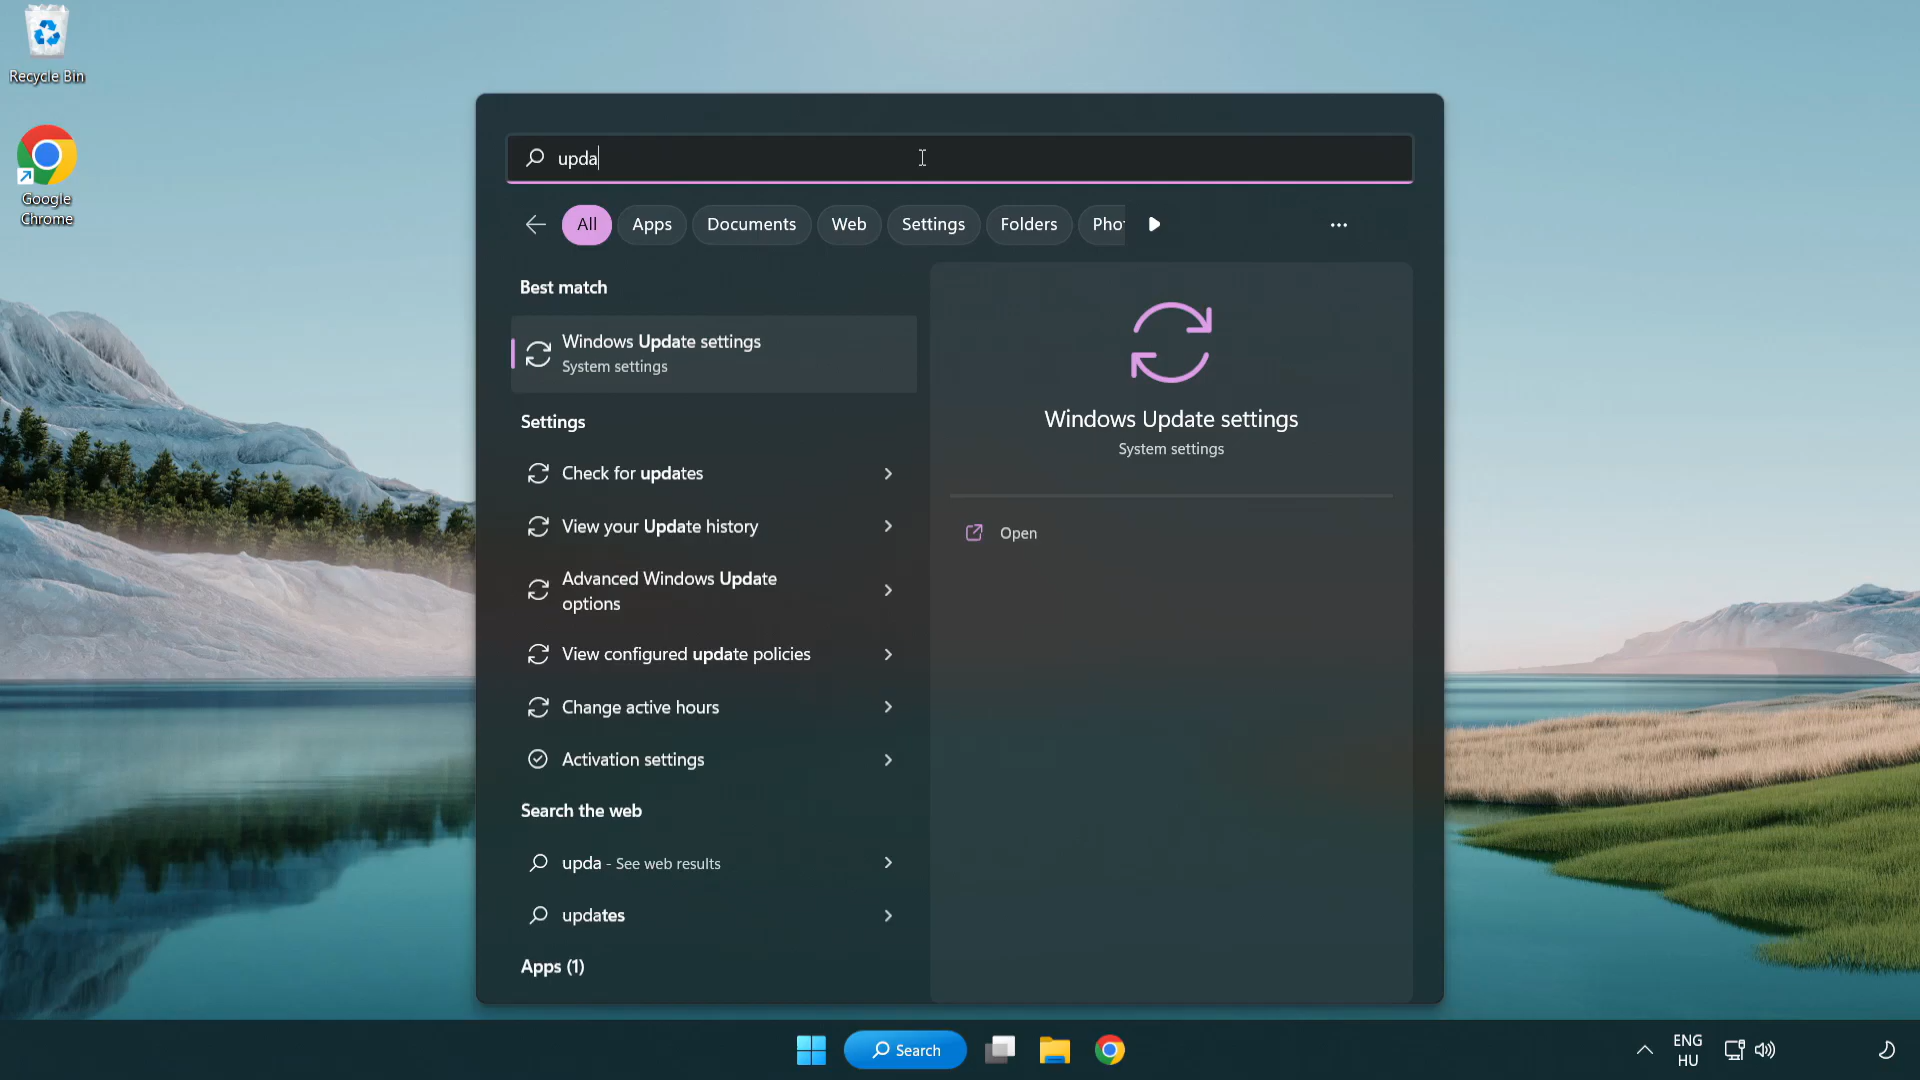 Recycle Bin
Google
Chrome
upda
All
Apps
Documents
Web
Settings
Folders
Pho
Best match
Windows Update settings
System settings
Settings
Check for updates
View your Update history
Advanced Windows Update
options
View configured update policies
Change active hours
Activation settings
Search the web
upda - See web results
updates
Apps (1)
Windows Update settings
System settings
Open
Search
ENG
HU